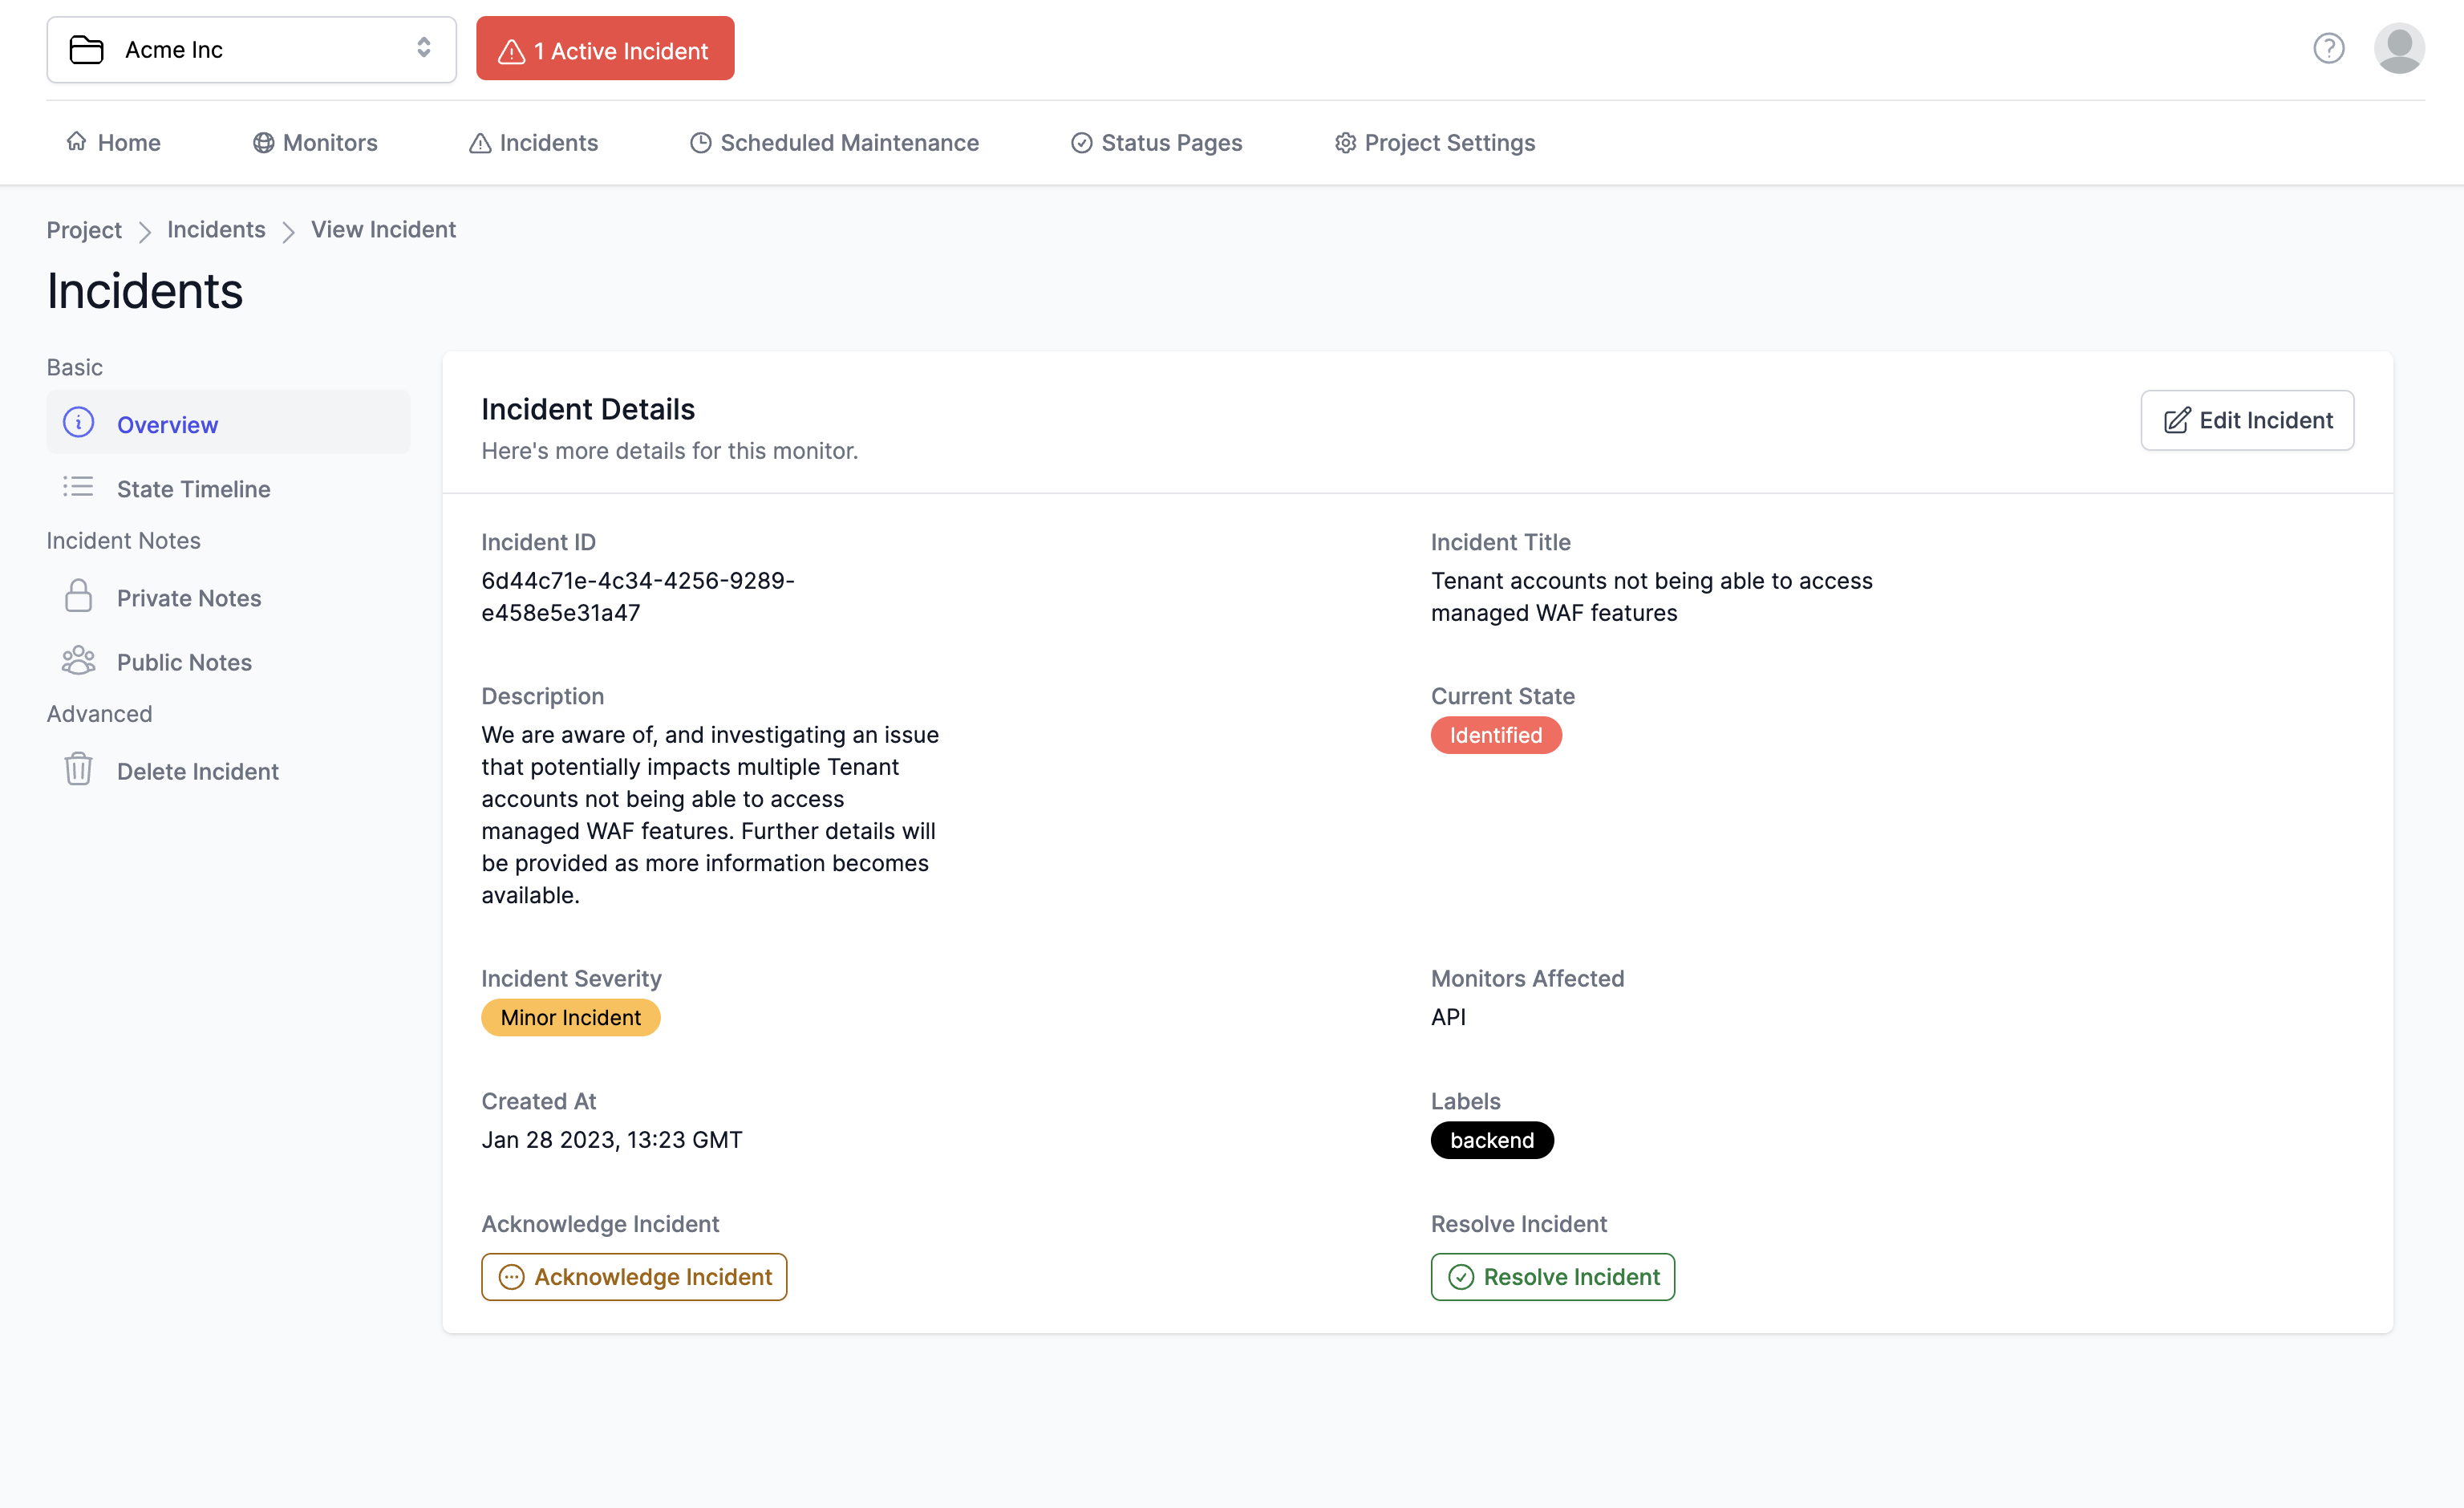 Acme Inc
1 Active Incident
Home
Monitors
Incidents
Scheduled Maintenance
Status Pages
Project Settings
Project
Incidents
View Incident
Incidents
Basic
Overview
State Timeline
Incident Notes
Private Notes
Public Notes
Advanced
Delete Incident
Incident Details
Here's more details for this monitor.
Edit Incident
Incident ID
6d44c71e-4c34-4256-9289-
e458e5e31a47
Incident Title
Tenant accounts not being able to access
managed WAF features
Description
We are aware of, and investigating an issue
that potentially impacts multiple Tenant
accounts not being able to access
managed WAF features. Further details will
be provided as more information becomes
available.
Current State
Identified
Incident Severity
Minor Incident
Monitors Affected
API
Created At
Jan 28 2023, 13:23 GMT
Labels
backend
Acknowledge Incident
Acknowledge Incident
Resolve Incident
Resolve Incident